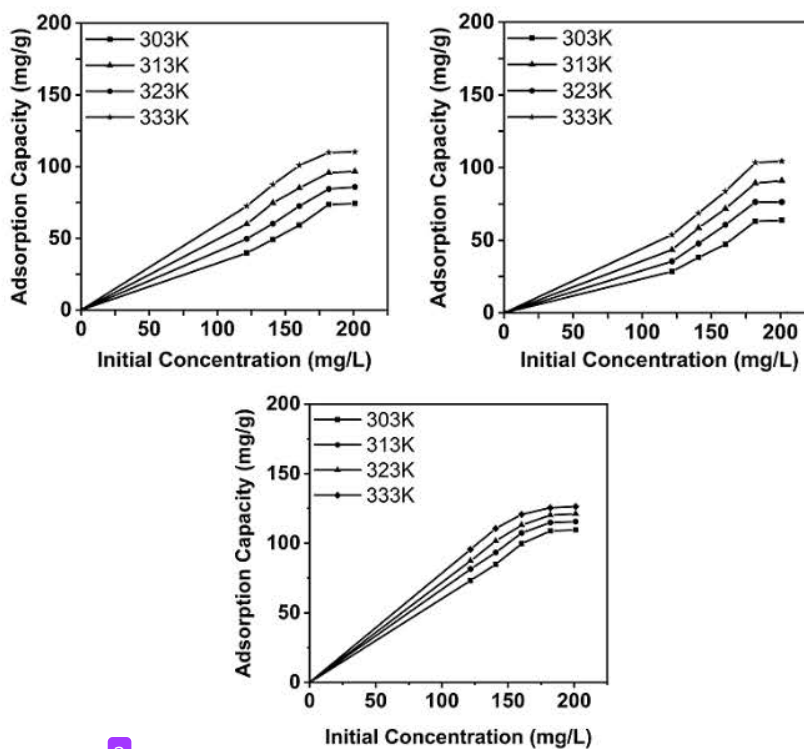 Adsorption Capacity (mg/g)
200
150
100
50
0
303K
313K
323K
333K
0 50 100 150 200
Initial Concentration (mg/L)
Adsorption Capacity (mg/g)
200
150
100
50
0
303K
313K
323K
333K
0 50 100 150 200
Initial Concentration (mg/L)
Adsorption Capacity (mg/g)
200
150
100
50
0
303K
313K
323K
333K
0 50 100 150 200
Initial Concentration (mg/L)